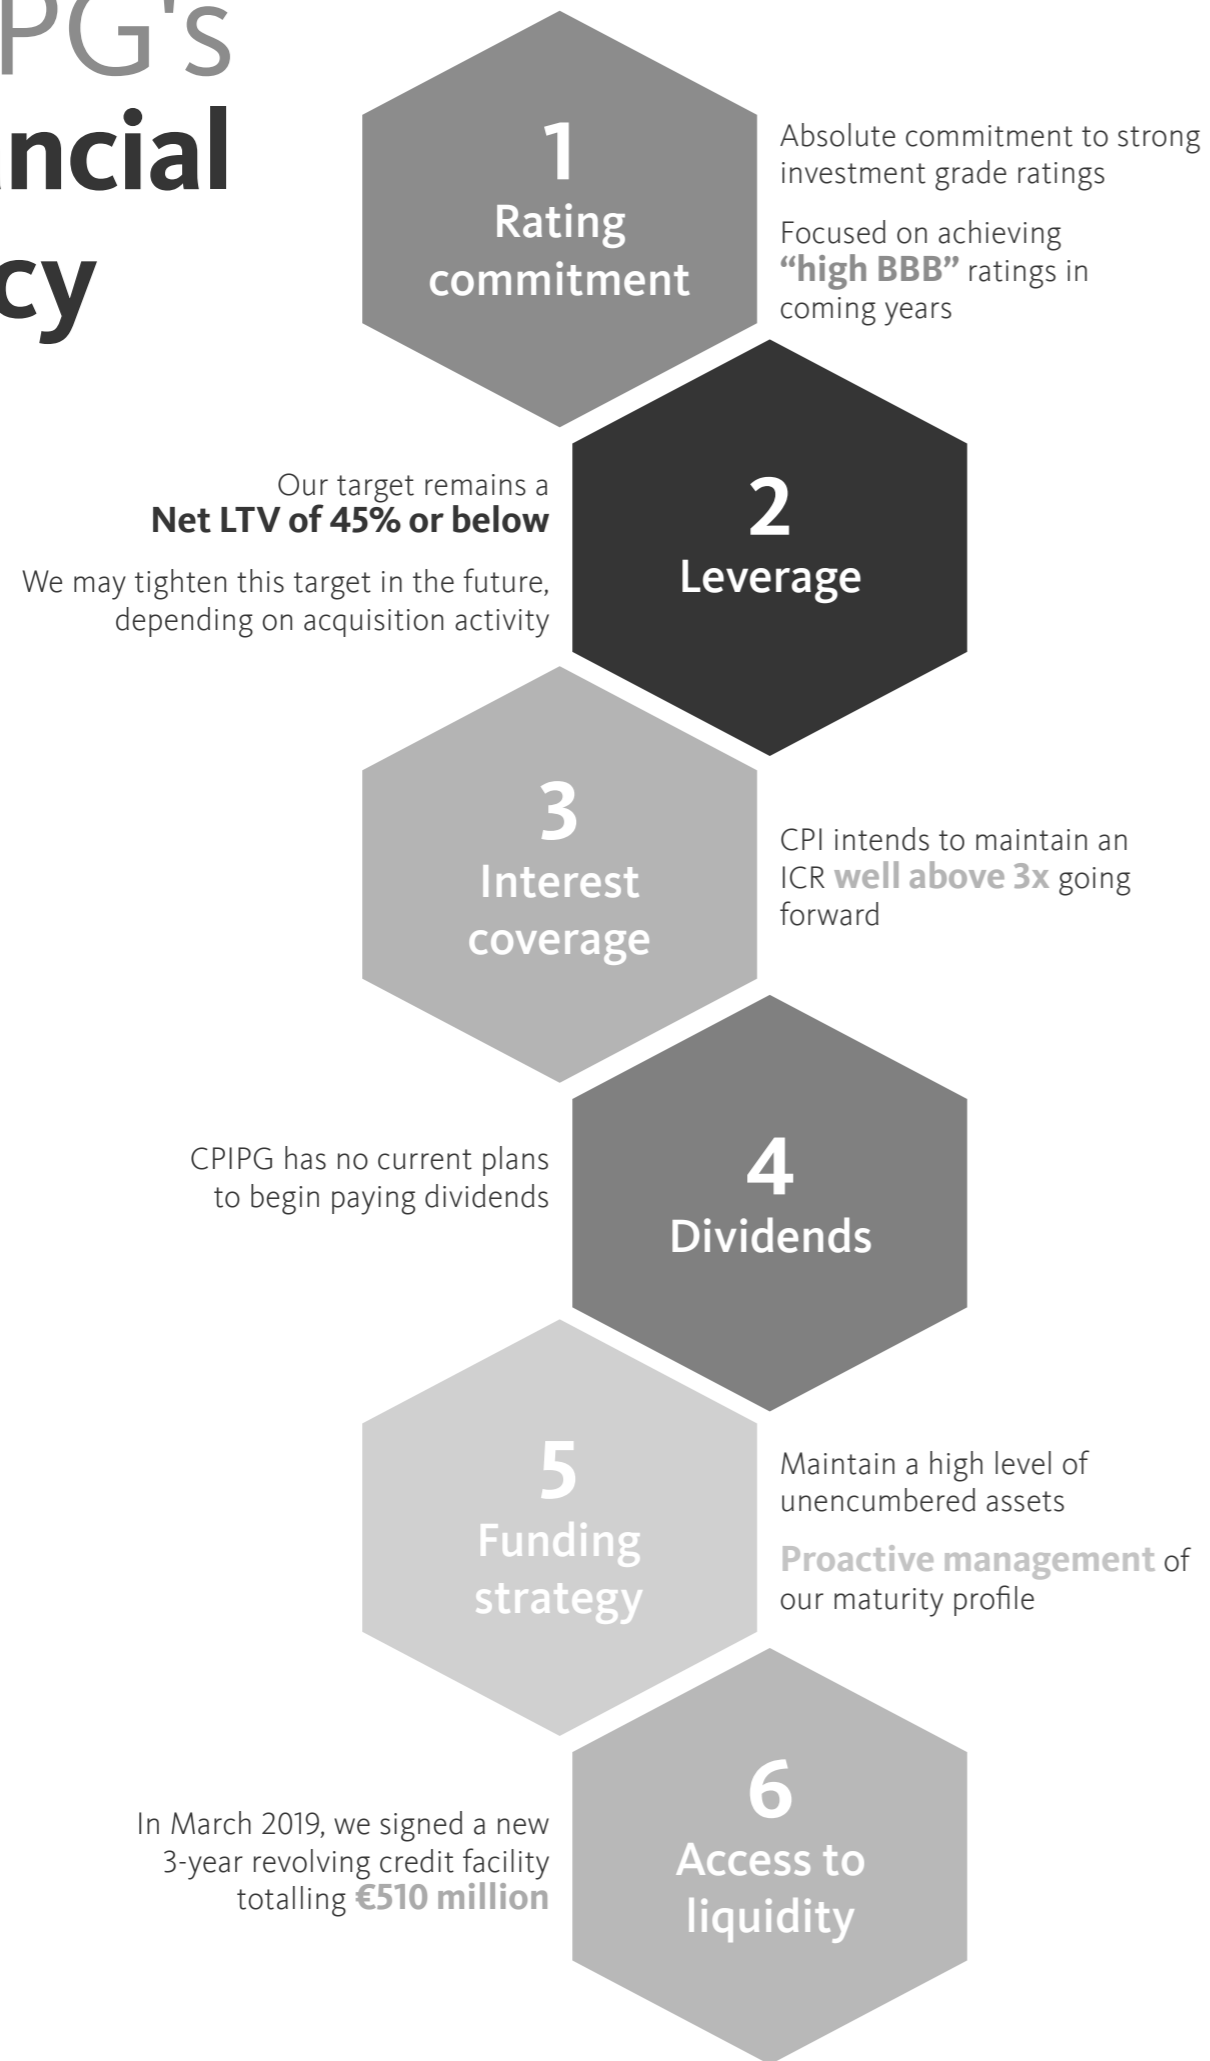 PG's
ncial
cy
1
Rating
commitment
Absolute commitment to strong
investment grade ratings
Focused on achieving
“high BBB” ratings in
coming years
Our target remains a
Net LTV of 45% or below
We may tighten this target in the future,
depending on acquisition activity
2
Leverage
3
Interest
coverage
CPI intends to maintain an
ICR well above 3x going
forward
CPIPG has no current plans
to begin paying dividends
4
Dividends
5
Funding
strategy
Maintain a high level of
unencumbered assets
Proactive management of
our maturity profile
In March 2019, we signed a new
3-year revolving credit facility
totalling €510 million
6
Access to
liquidity